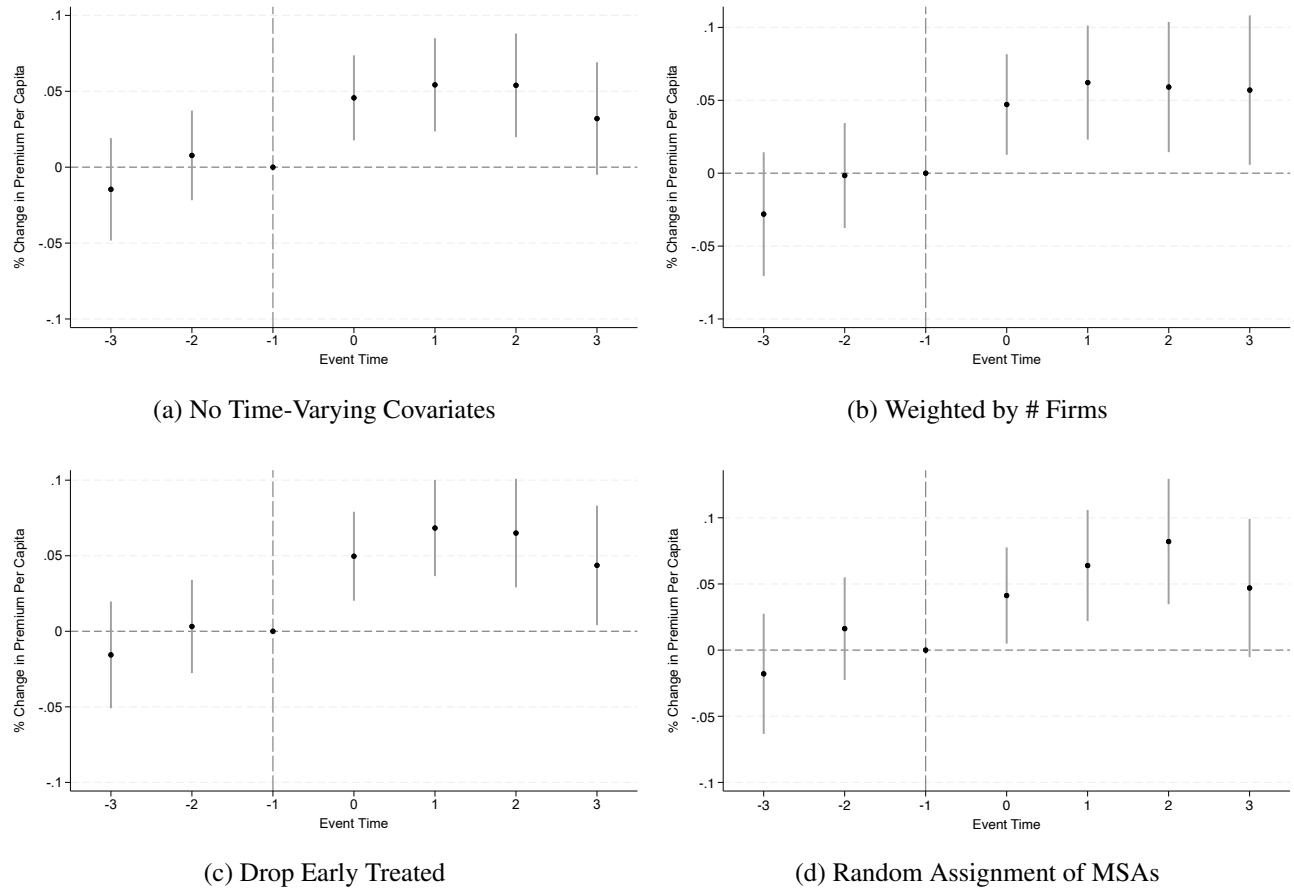 % Change in Premium Per Capita
.1
.05
0
-.05
-.1
-3 -2 -1 0 1 2 3
Event Time
(a) No Time-Varying Covariates
% Change in Premium Per Capita
.1
.05
0
-.05
-.1
-3 -2 -1 0 1 2 3
Event Time
(b) Weighted by # Firms
% Change in Premium Per Capita
.1
.05
0
-.05
-.1
-3 -2 -1 0 1 2 3
Event Time
(c) Drop Early Treated
% Change in Premium Per Capita
.1
.05
0
-.05
-.1
-3 -2 -1 0 1 2 3
Event Time
(d) Random Assignment of MSAs